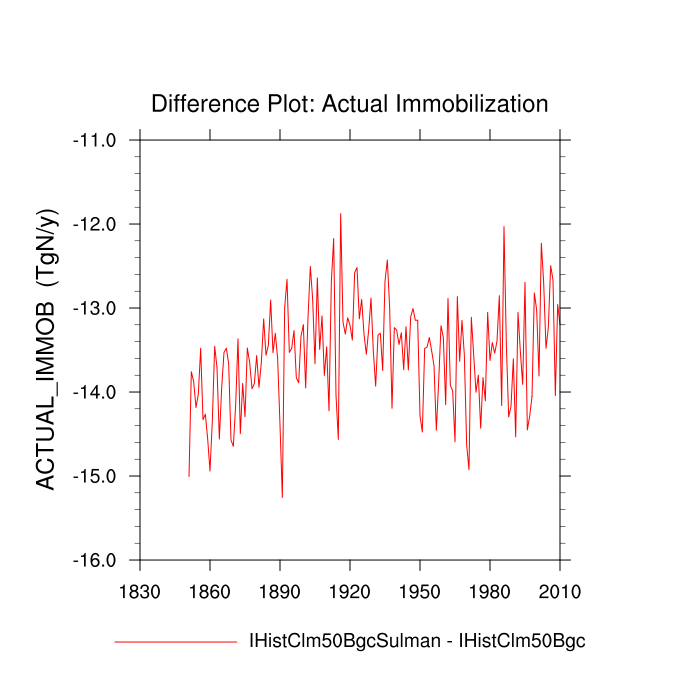 Difference Plot: Actual Immobilization
ACTUAL_IMMOB (TgN/y)
-11.0
-12.0
-13.0
-14.0
-15.0
-16.0
1830 1860 1890 1920 1950 1980 2010
IHistClm50BgcSulman - IHistClm50Bgc